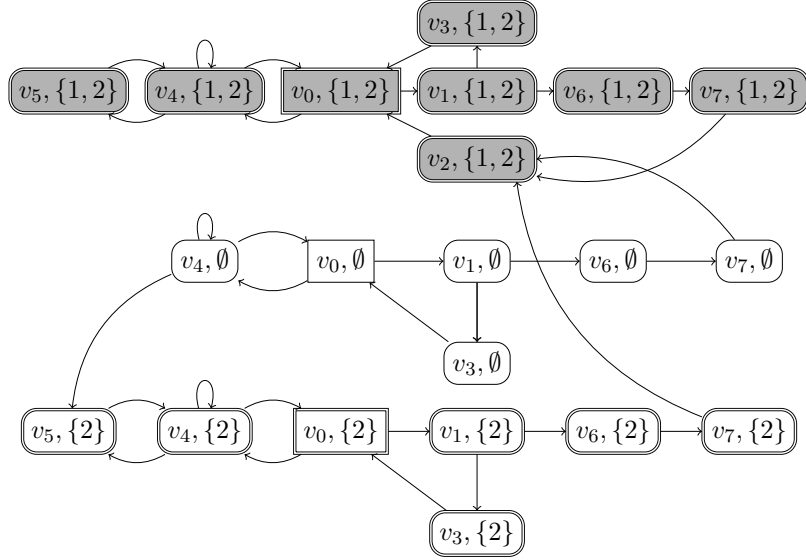 v₃, {1, 2}
v₅, {1, 2} v₄, {1, 2} v₀, {1, 2} v₁, {1, 2} v₆, {1, 2} v₇, {1, 2}
v₂, {1, 2}
v₄, ∅ v₀, ∅ v₁, ∅ v₆, ∅ v₇, ∅
v₃, ∅
v₅, {2} v₄, {2} v₀, {2} v₁, {2} v₆, {2} v₇, {2}
v₃, {2}